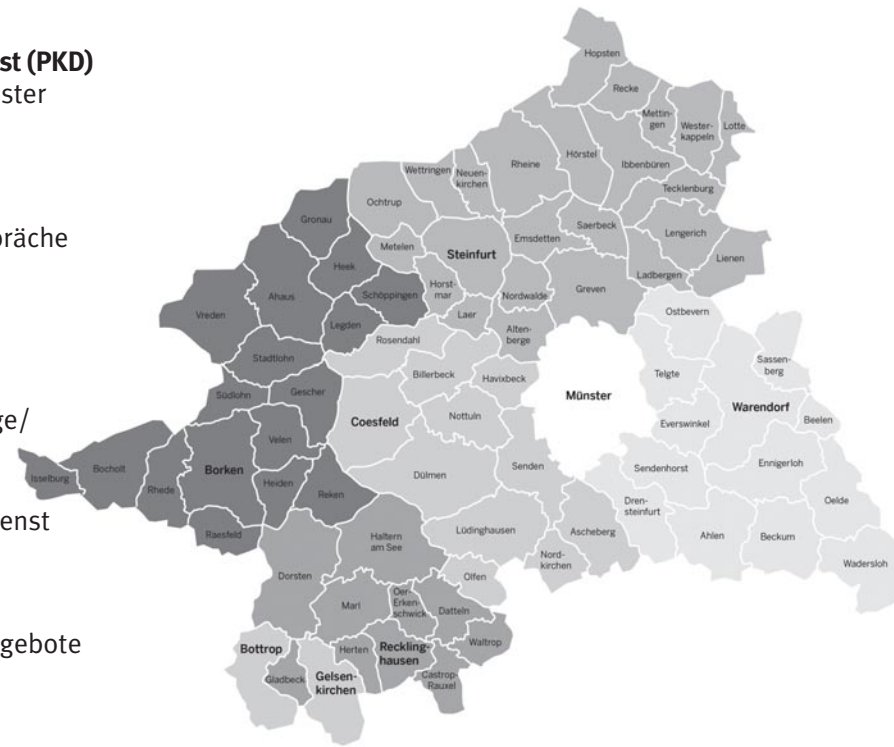 st (PKD)
ster
präche
ge/
enst
gebote
Hopsten
Recke
Mettin-
gen
Wester-
kappeln
Lotte
Wettringen
Neuen-
kirchen
Rheine
Hörstel
Ibbenbüren
Tecklenburg
Ochtrup
Gronau
Metelen
Steinfurt
Emsdetten
Saerbeck
Lengerich
Lienen
Heek
Ahaus
Schöppingen
Horst-
mar
Nordwalde
Greven
Ladbergen
Vreden
Legden
Laer
Alten-
berge
Ostbevern
Rosendahl
Stadtlohn
Billerbeck
Havixbeck
Telgte
Sassen-
berg
Südlohn
Gescher
Münster
Warendorf
Coesfeld
Nottuln
Everswinkel
Beelen
Velen
Isselburg
Bocholt
Rhede
Borken
Heiden
Reken
Dülmen
Senden
Sendenhorst
Ennigerloh
Oelde
Raesfeld
Haltern
am See
Lüdinghausen
Ascheberg
Dren-
steinfurt
Ahlen
Beckum
Wadersloh
Nord-
kirchen
Dorsten
Olfen
Marl
Oer-
Erken-
schwick
Datteln
Bottrop
Herten
Reckling-
hausen
Waltrop
Gladbeck
Gelsen-
kirchen
Castrop-
Rauxel